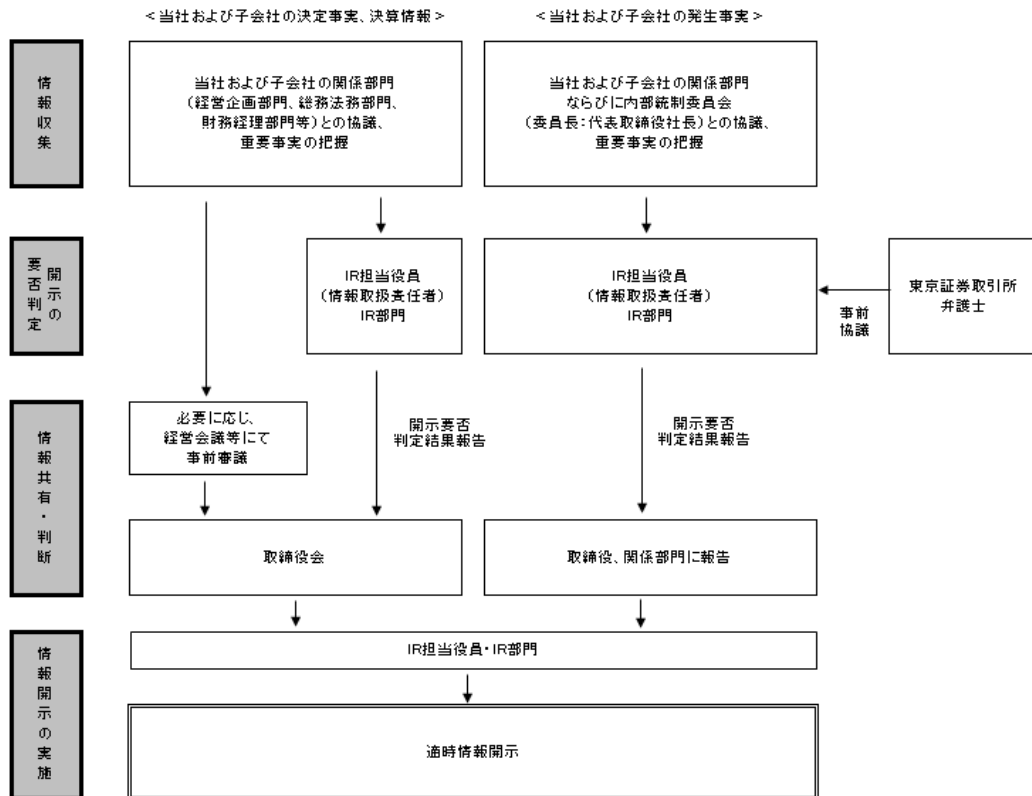 ＜当社および子会社の決定事実、決算情報＞
＜当社および子会社の発生事実＞
情報収集
当社および子会社の関係部門
（経営企画部門、総務法務部門、
財務経理部門等）との協議、
重要事実の把握
当社および子会社の関係部門
ならびに内部統制委員会
（委員長：代表取締役社長）との協議、
重要事実の把握
開示の
要否判定
IR担当役員
（情報取扱責任者）
IR部門
IR担当役員
（情報取扱責任者）
IR部門
事前
協議
東京証券取引所
弁護士
情報共有・判断
必要に応じ、
経営会議等にて
事前審議
開示要否
判定結果報告
開示要否
判定結果報告
取締役会
取締役、関係部門に報告
情報開示の実施
IR担当役員・IR部門
適時情報開示